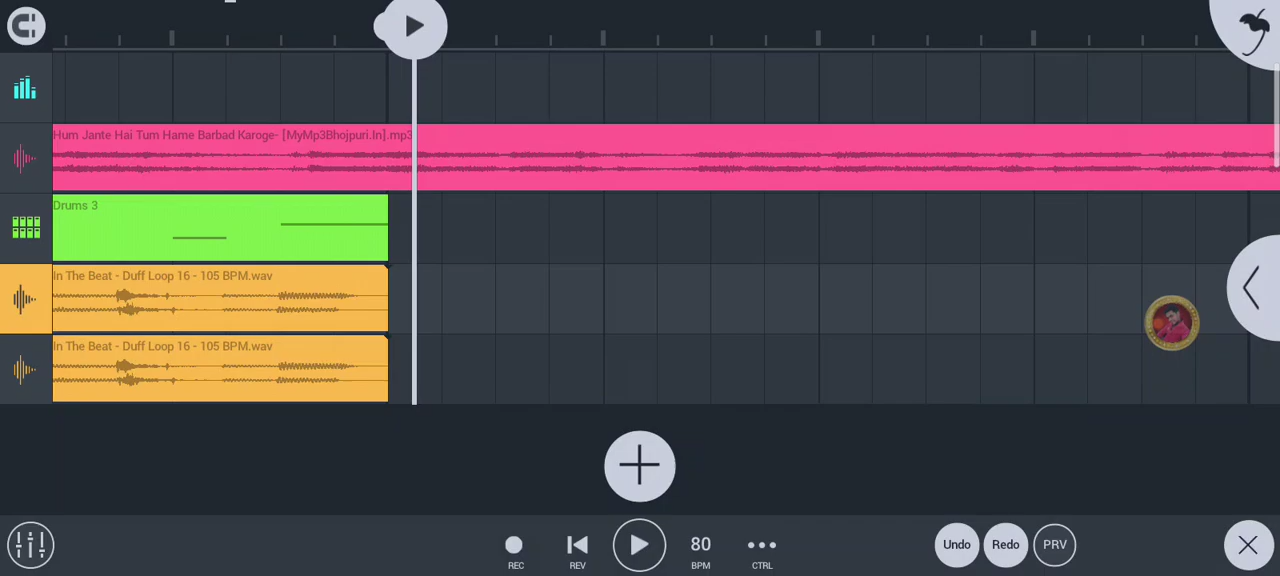 Hum Jante Hai Tum Hame Barbad Karoge- [MyMp3Bhojpuri.In].mp3
Drums 3
In The Beat - Duff Loop 16 - 105 BPM.wav
In The Beat - Duff Loop 16 - 105 BPM.wav
REC
REV
80
BPM
CTRL
Undo
Redo
PRV